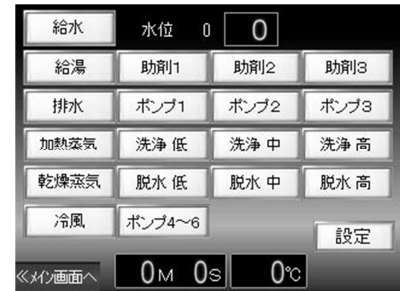 給水 水位 0 0
給湯 助剤1 助剤2 助剤3
排水 ポンプ1 ポンプ2 ポンプ3
加熱蒸気 洗浄 低 洗浄 中 洗浄 高
乾燥蒸気 脱水 低 脱水 中 脱水 高
冷風 ポンプ4～6
設定
≪メイン画面へ 0M 0S 0℃